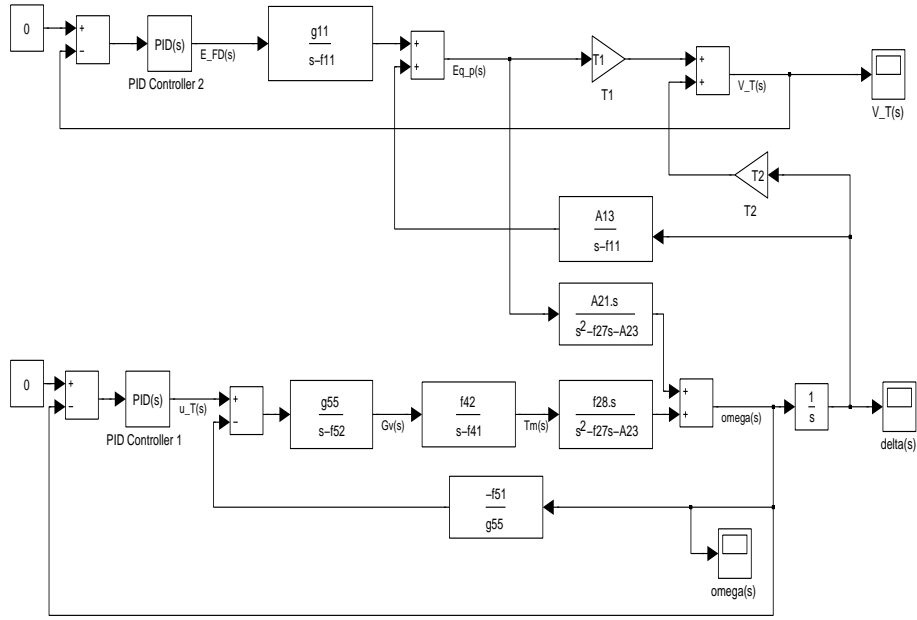 0
+
−
PID(s)
PID Controller 2
E_FD(s)
g11
s−f11
+
+
Eq_p(s)
T1
T1
+
+
V_T(s)
V_T(s)
T2
T2
A13
s−f11
A21.s
s2−f27s−A23
0
+
−
PID(s)
PID Controller 1
u_T(s)
+
−
g55
s−f52
Gv(s)
f42
s−f41
Tm(s)
f28.s
s2−f27s−A23
+
+
omega(s)
1
s
delta(s)
−f51
g55
omega(s)